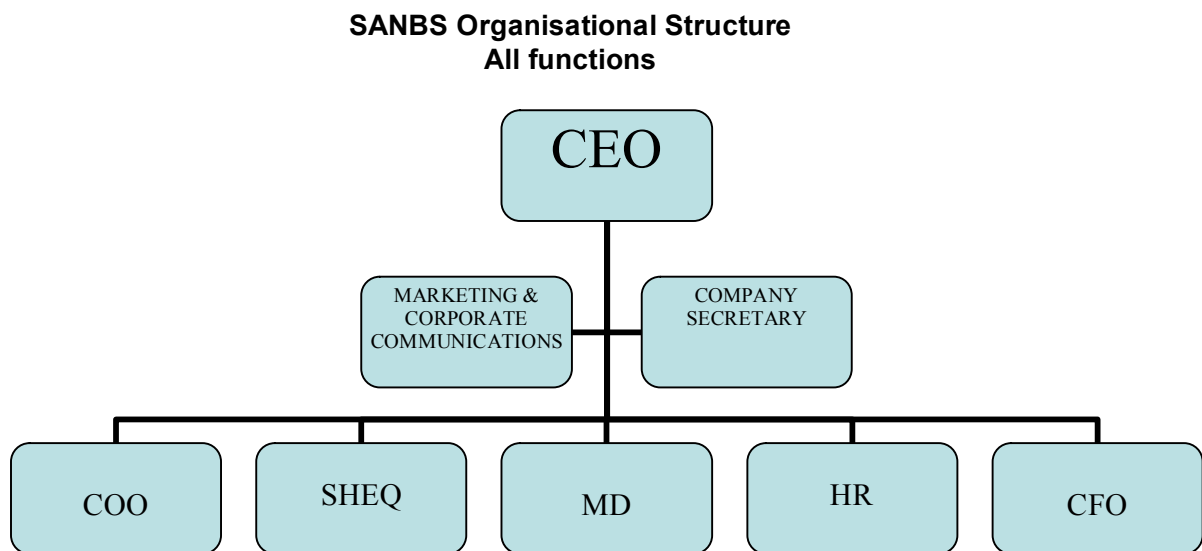 SANBS Organisational Structure
All functions
CEO
MARKETING &
CORPORATE
COMMUNICATIONS
COMPANY
SECRETARY
COO
SHEQ
MD
HR
CFO